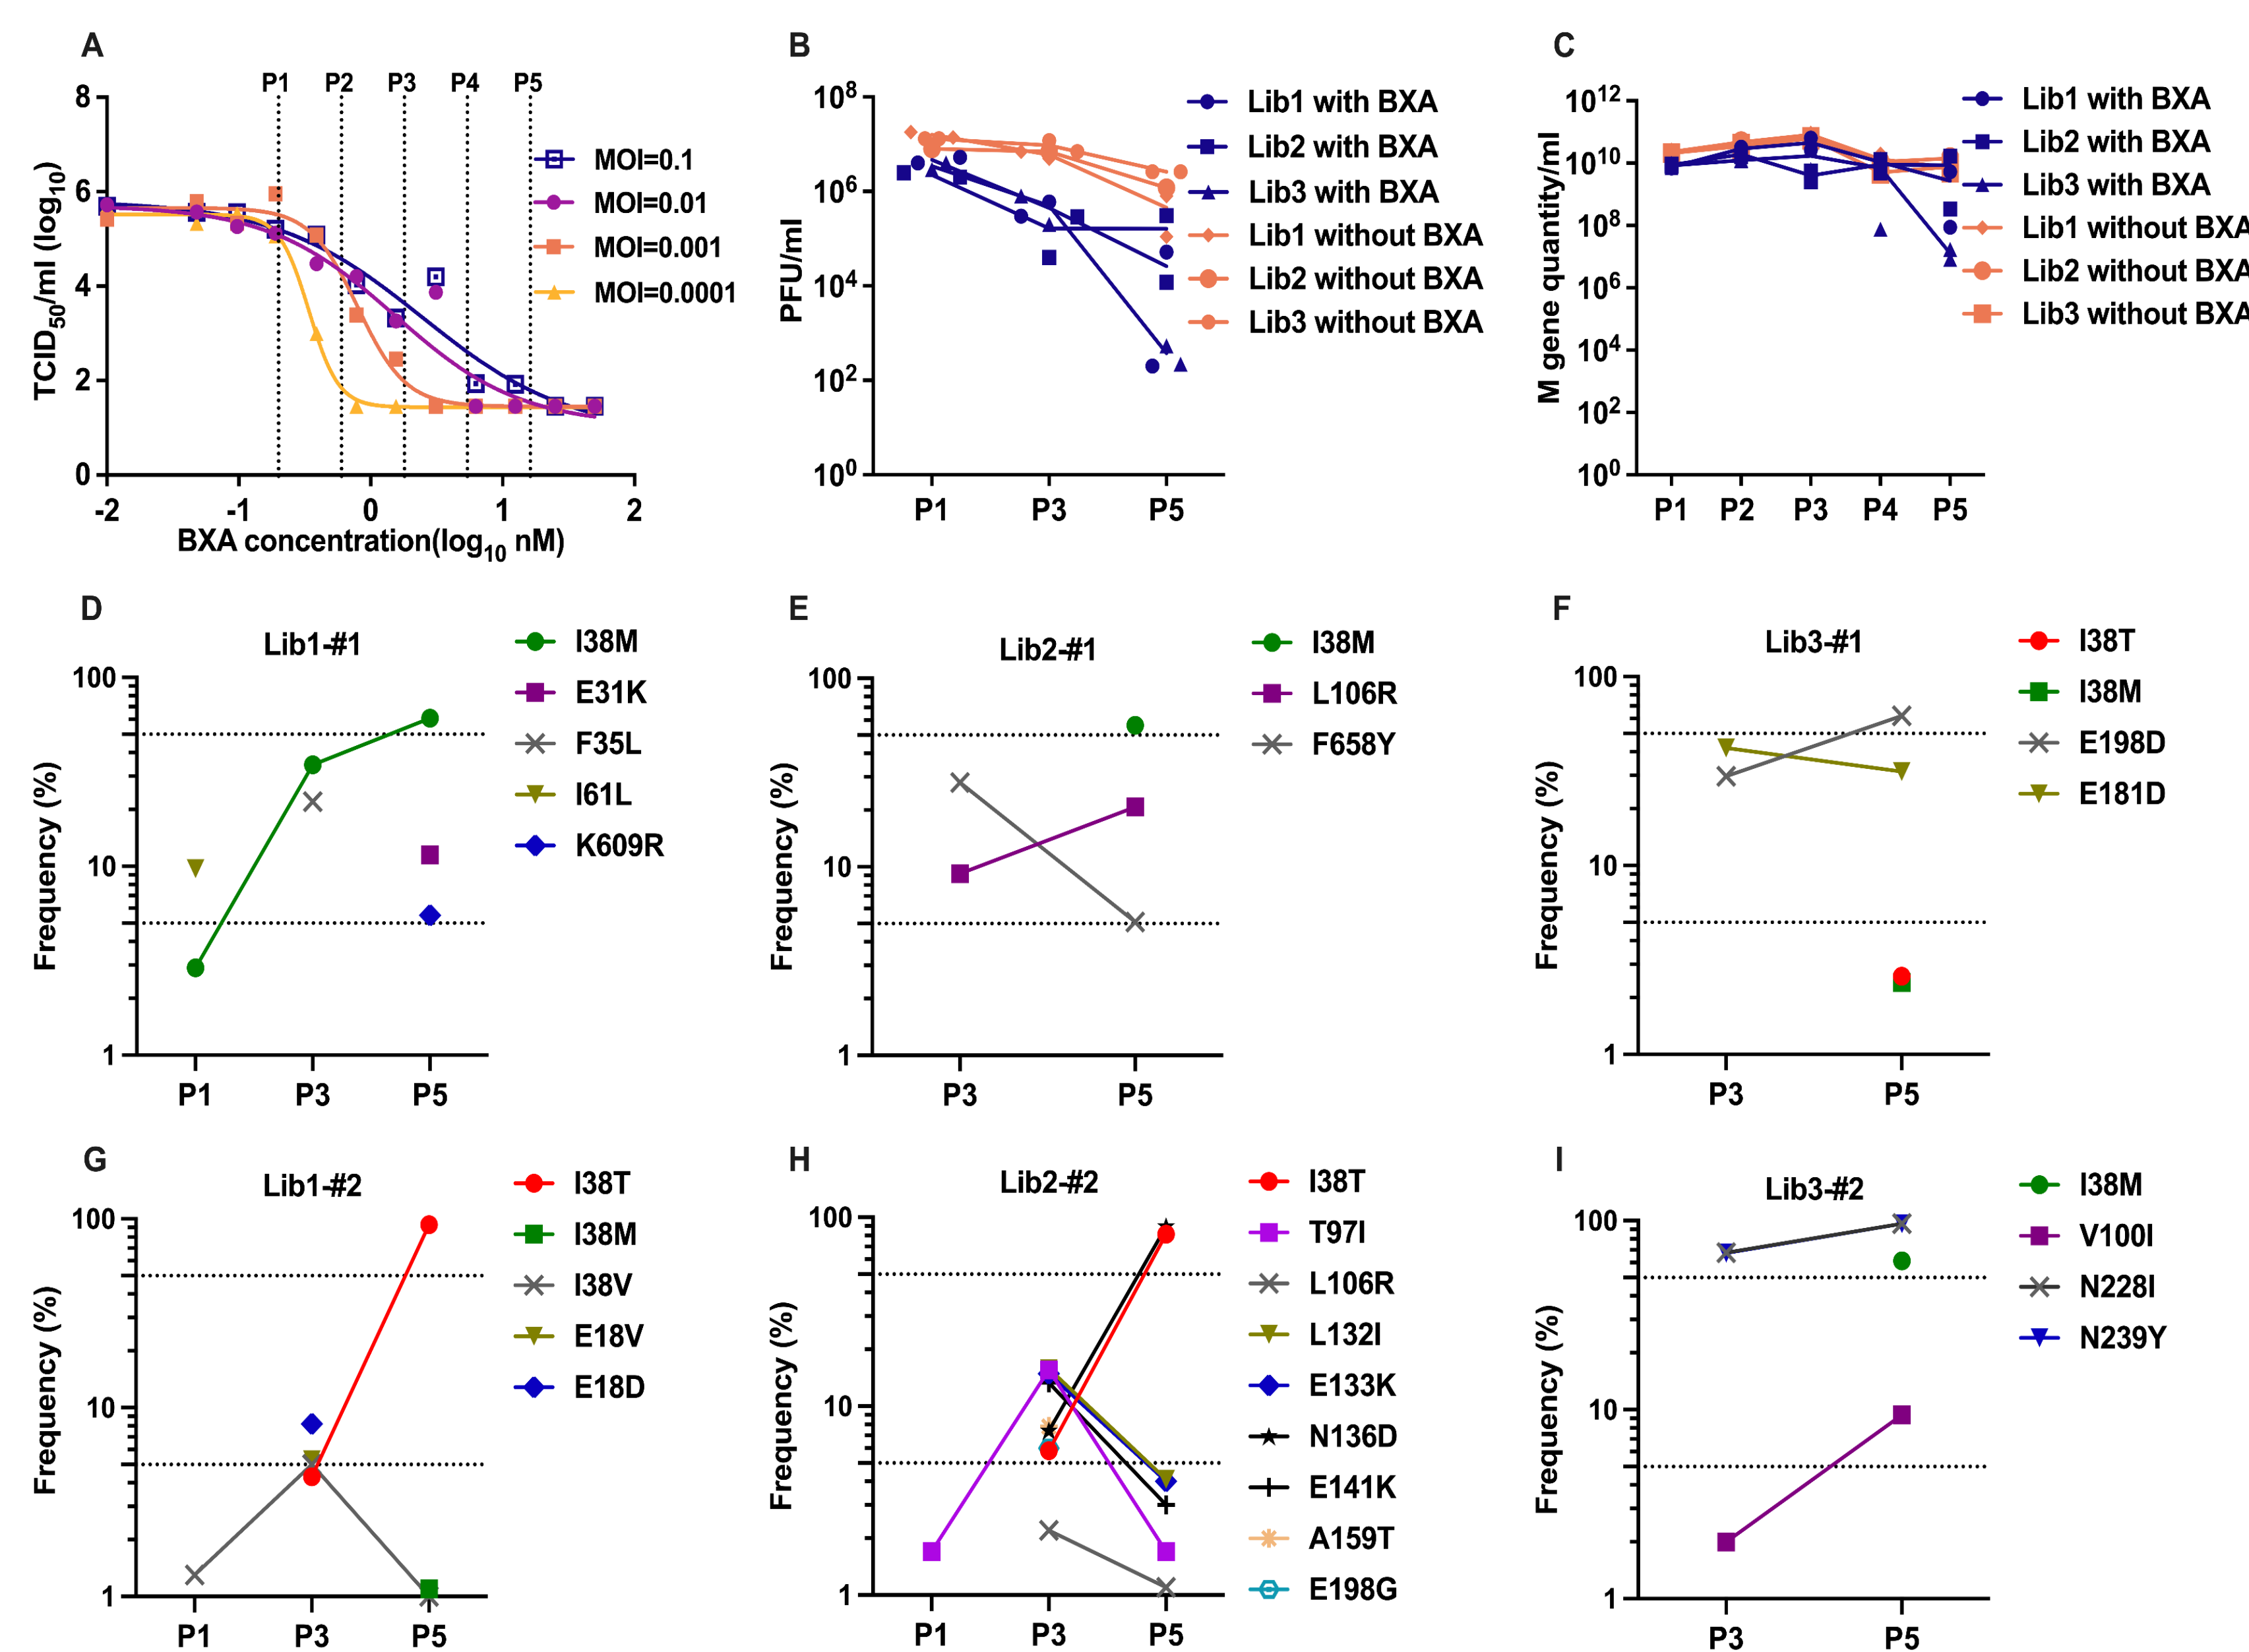 A
P1 P2 P3 P4 P5
8
6
4
2
0
TCID50/ml (log10)
-2 -1 0 1 2
BXA concentration(log10 nM)
MOI=0.1
MOI=0.01
MOI=0.001
MOI=0.0001
B
10^8
10^6
10^4
10^2
10^0
PFU/ml
P1 P3 P5
Lib1 with BXA
Lib2 with BXA
Lib3 with BXA
Lib1 without BXA
Lib2 without BXA
Lib3 without BXA
C
10^12
10^10
10^8
10^6
10^4
10^2
10^0
M gene quantity/ml
P1 P2 P3 P4 P5
Lib1 with BXA
Lib2 with BXA
Lib3 with BXA
Lib1 without BXA
Lib2 without BXA
Lib3 without BXA
D
Lib1-#1
100
10
1
Frequency (%)
P1 P3 P5
I38M
E31K
F35L
I61L
K609R
E
Lib2-#1
100
10
1
Frequency (%)
P3 P5
I38M
L106R
F658Y
F
Lib3-#1
100
10
1
Frequency (%)
P3 P5
I38T
I38M
E198D
E181D
G
Lib1-#2
100
10
1
Frequency (%)
P1 P3 P5
I38T
I38M
I38V
E18V
E18D
H
Lib2-#2
100
10
1
Frequency (%)
P1 P3 P5
I38T
T97I
L106R
L132I
E133K
N136D
E141K
A159T
E198G
I
Lib3-#2
100
10
1
Frequency (%)
P3 P5
I38M
V100I
N228I
N239Y